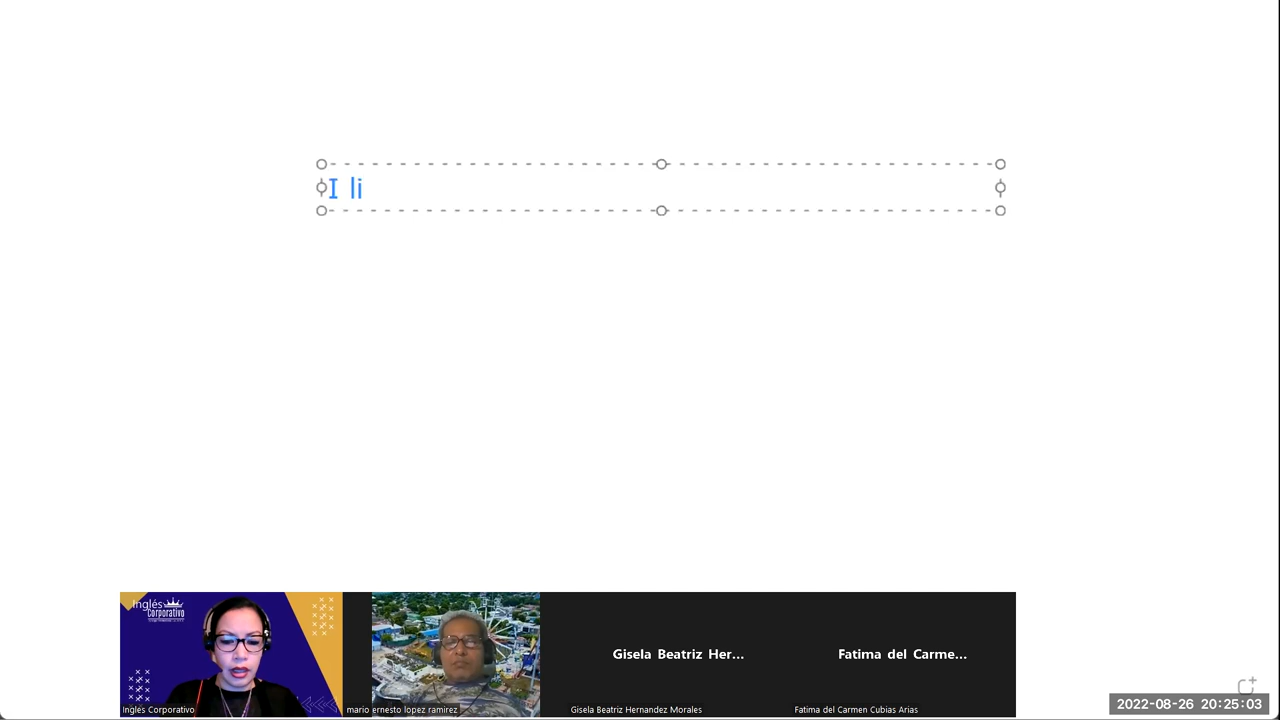 I li
Inglés
Corporativo
Gisela Beatriz Her...
Fatima del Carme...
Inglés Corporativo
mario ernesto lopez ramirez
Gisela Beatriz Hernandez Morales
Fatima del Carmen Cubias Arias
2022-08-26 20:25:03